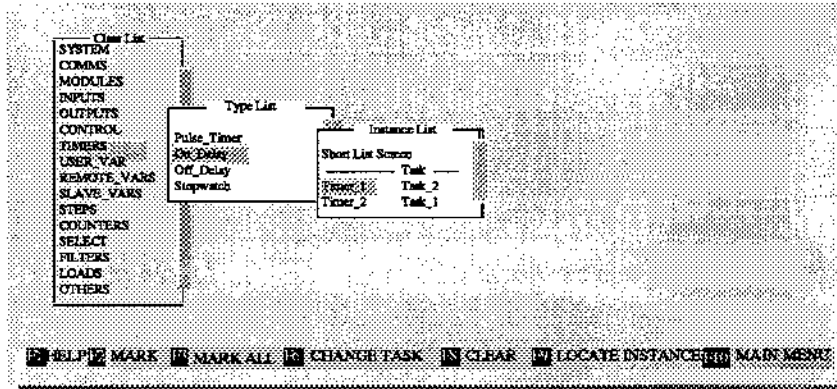 Class List
SYSTEM
COMMS
MODULES
INPUTS
OUTPUTS
CONTROL
TIMERS
USER_VAR
REMOTE_VARS
SLAVE_VARS
STEPS
COUNTERS
SELECT
FILTERS
LOADS
OTHERS
Type List
Pulse_Timer
On_Delay
Off_Delay
Stopwatch
Instance List
Short List Screen
Task
Timer_1 Task_2
Timer_2 Task_1
HELP MARK MARK ALL CHANGE TASK CLEAR LOCATE INSTANCE MAIN MENU